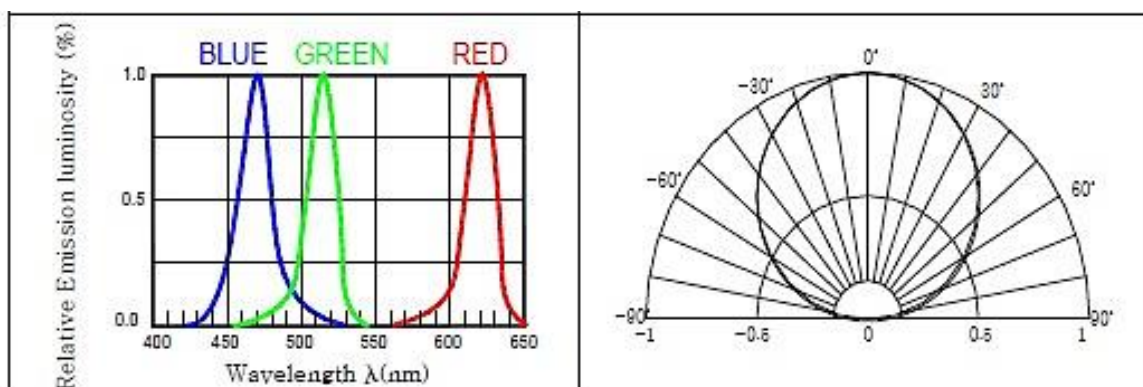 Relative Emission luminosity (%)
BLUE GREEN RED
1.0
0.5
0.0
400 450 500 550 600 650
Wavelength λ(nm)
0°
-30° 30°
-60° 60°
-90° 90°
-1 -0.5 0 0.5 1